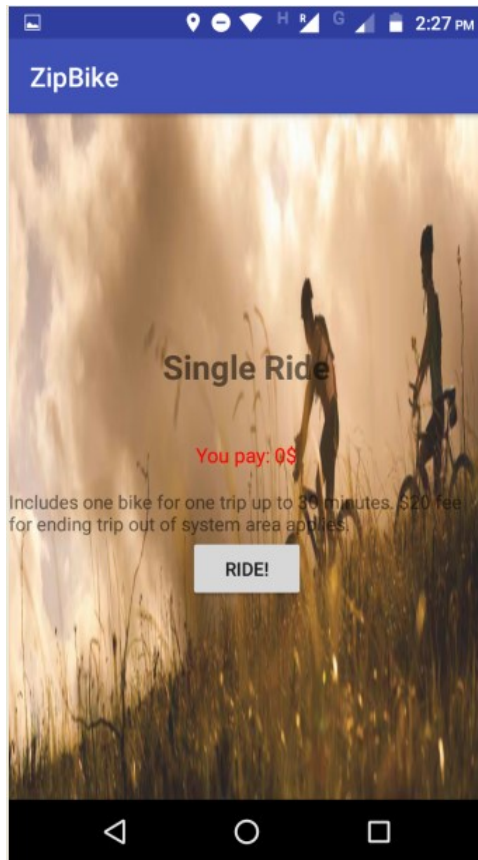 H R G 2:27 PM
ZipBike
Single Ride
You pay: 0$
Includes one bike for one trip up to 30 minutes. $20 fee
for ending trip out of system area applies.
RIDE!